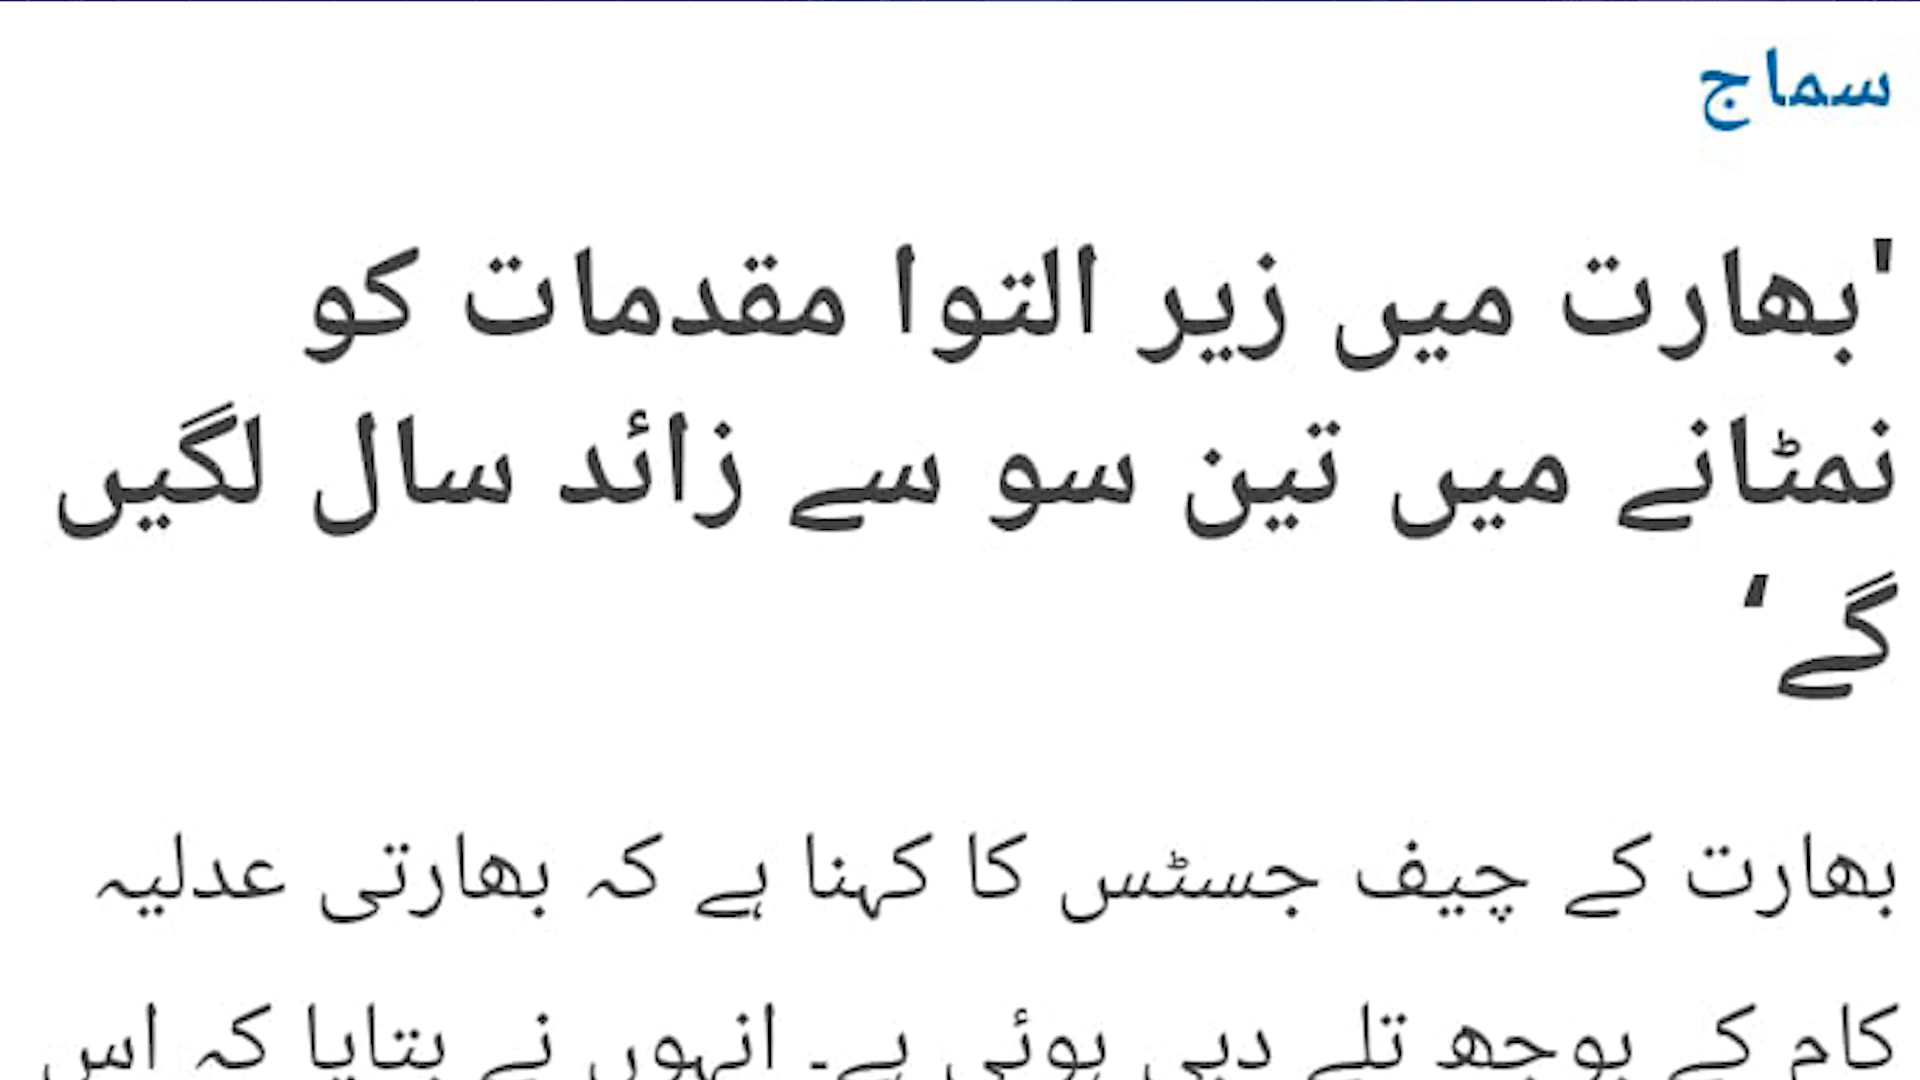 سماج
'بھارت میں زیر التوا مقدمات کو
نمٹانے میں تین سو سے زائد سال لگیں
گے‘
بھارت کے چیف جسٹس کا کہنا ہے کہ بھارتی عدلیہ
کام کے بوجھ تلے دبی ہوئی ہے۔ انہوں نے بتایا کہ اس